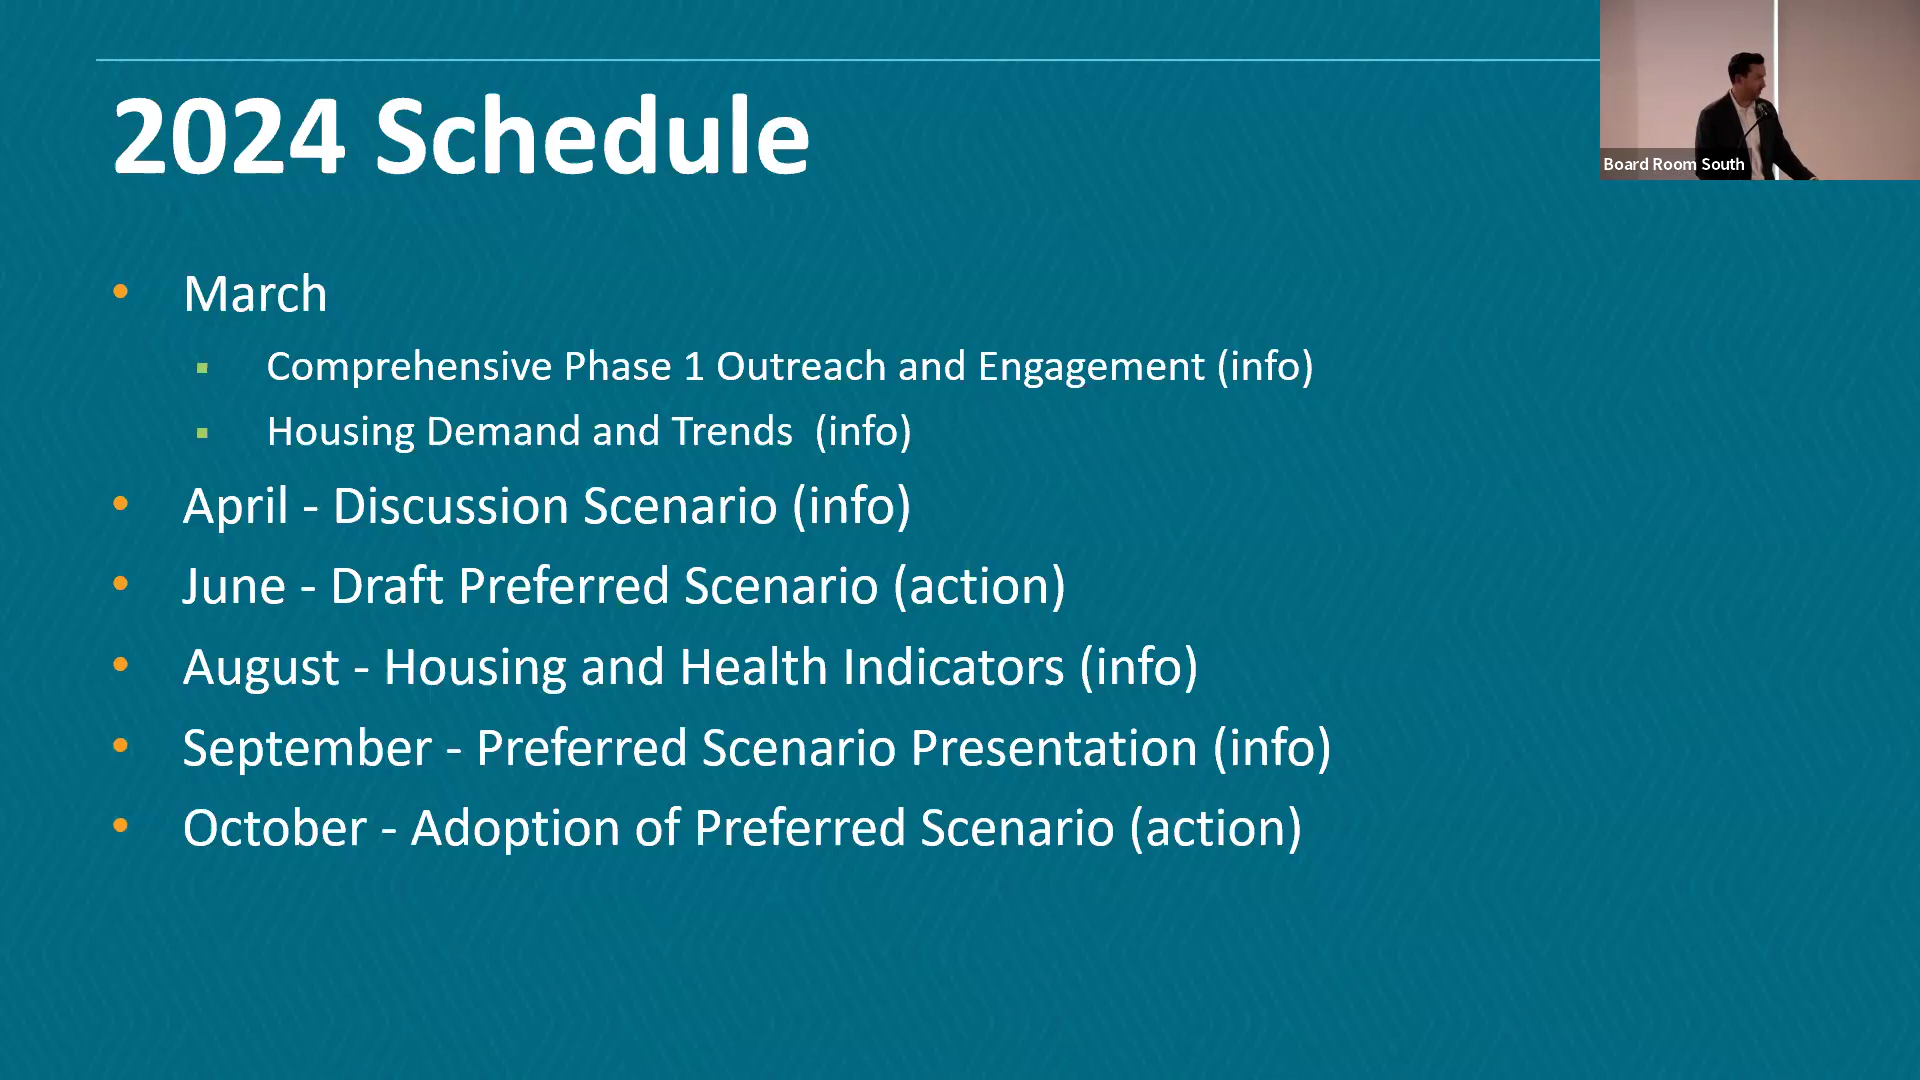 2024 Schedule
Board Room South
• March
▪ Comprehensive Phase 1 Outreach and Engagement (info)
▪ Housing Demand and Trends  (info)
• April - Discussion Scenario (info)
• June - Draft Preferred Scenario (action)
• August - Housing and Health Indicators (info)
• September - Preferred Scenario Presentation (info)
• October - Adoption of Preferred Scenario (action)